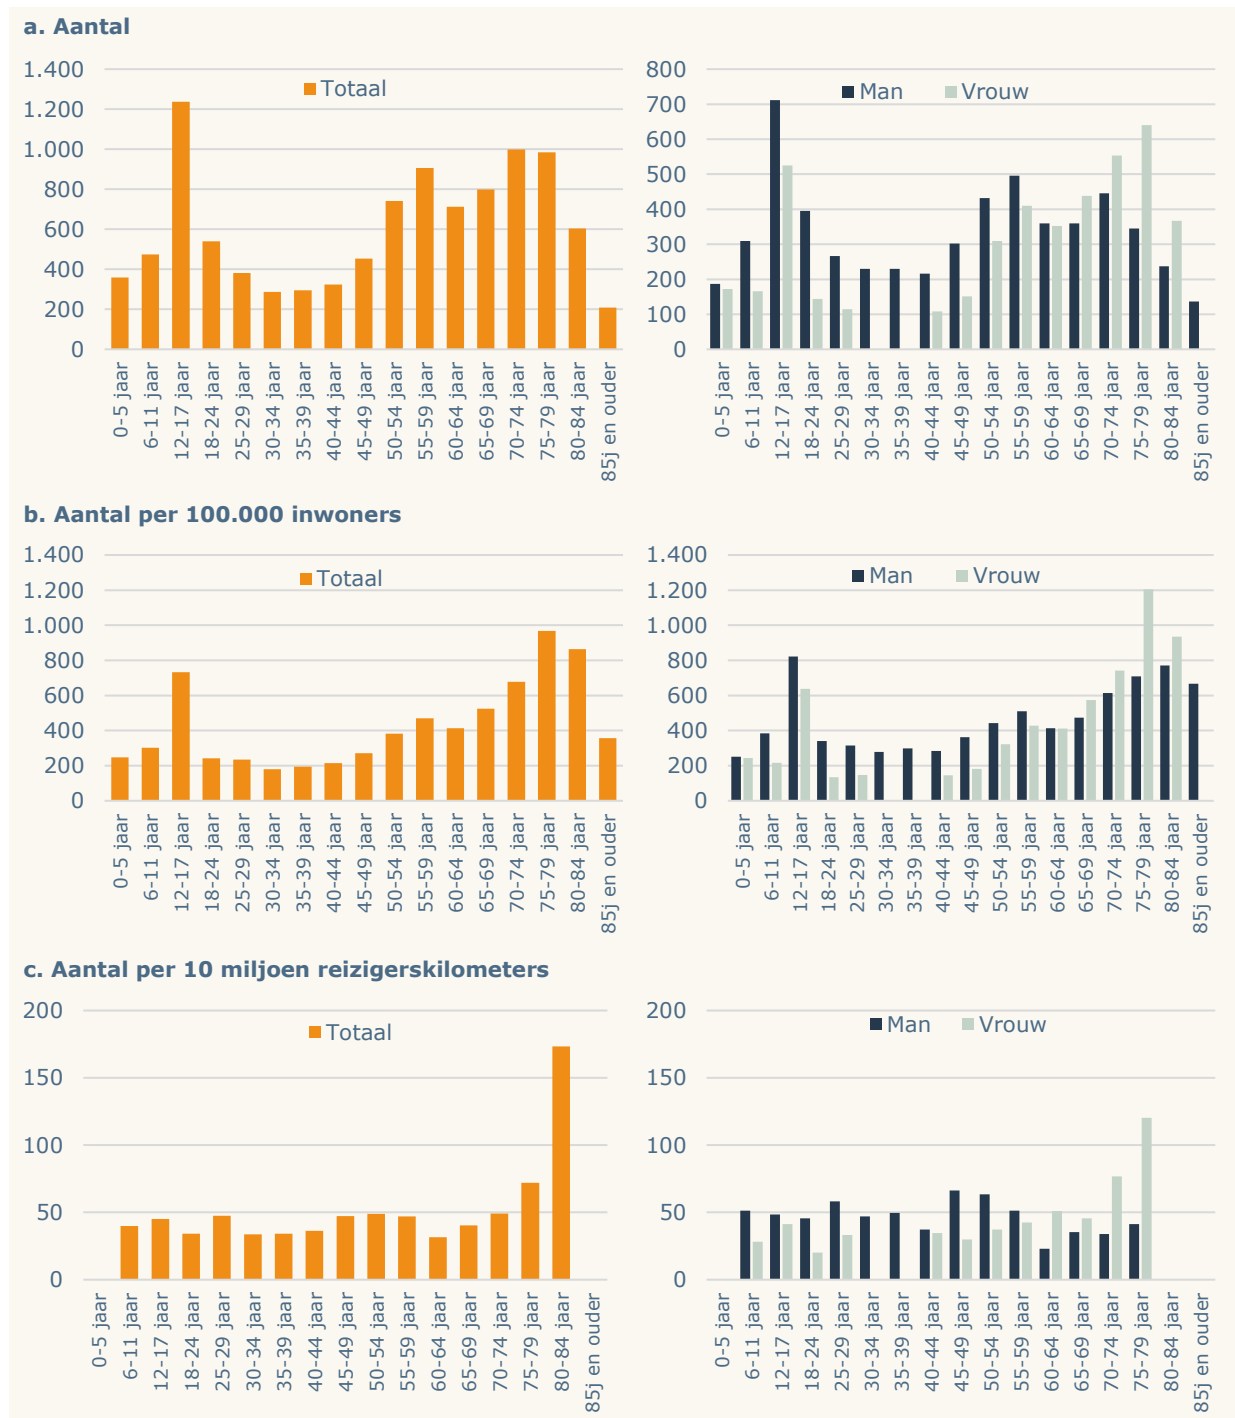 a. Aantal
1.400
1.200
1.000
800
600
400
200
0
Totaal
0-5 jaar
6-11 jaar
12-17 jaar
18-24 jaar
25-29 jaar
30-34 jaar
35-39 jaar
40-44 jaar
45-49 jaar
50-54 jaar
55-59 jaar
60-64 jaar
65-69 jaar
70-74 jaar
75-79 jaar
80-84 jaar
85j en ouder
800
700
600
500
400
300
200
100
0
Man Vrouw
0-5 jaar
6-11 jaar
12-17 jaar
18-24 jaar
25-29 jaar
30-34 jaar
35-39 jaar
40-44 jaar
45-49 jaar
50-54 jaar
55-59 jaar
60-64 jaar
65-69 jaar
70-74 jaar
75-79 jaar
80-84 jaar
85j en ouder
b. Aantal per 100.000 inwoners
1.400
1.200
1.000
800
600
400
200
0
Totaal
0-5 jaar
6-11 jaar
12-17 jaar
18-24 jaar
25-29 jaar
30-34 jaar
35-39 jaar
40-44 jaar
45-49 jaar
50-54 jaar
55-59 jaar
60-64 jaar
65-69 jaar
70-74 jaar
75-79 jaar
80-84 jaar
85j en ouder
1.400
1.200
1.000
800
600
400
200
0
Man Vrouw
0-5 jaar
6-11 jaar
12-17 jaar
18-24 jaar
25-29 jaar
30-34 jaar
35-39 jaar
40-44 jaar
45-49 jaar
50-54 jaar
55-59 jaar
60-64 jaar
65-69 jaar
70-74 jaar
75-79 jaar
80-84 jaar
85j en ouder
c. Aantal per 10 miljoen reizigerskilometers
200
150
100
50
0
Totaal
0-5 jaar
6-11 jaar
12-17 jaar
18-24 jaar
25-29 jaar
30-34 jaar
35-39 jaar
40-44 jaar
45-49 jaar
50-54 jaar
55-59 jaar
60-64 jaar
65-69 jaar
70-74 jaar
75-79 jaar
80-84 jaar
85j en ouder
200
150
100
50
0
Man Vrouw
0-5 jaar
6-11 jaar
12-17 jaar
18-24 jaar
25-29 jaar
30-34 jaar
35-39 jaar
40-44 jaar
45-49 jaar
50-54 jaar
55-59 jaar
60-64 jaar
65-69 jaar
70-74 jaar
75-79 jaar
80-84 jaar
85j en ouder